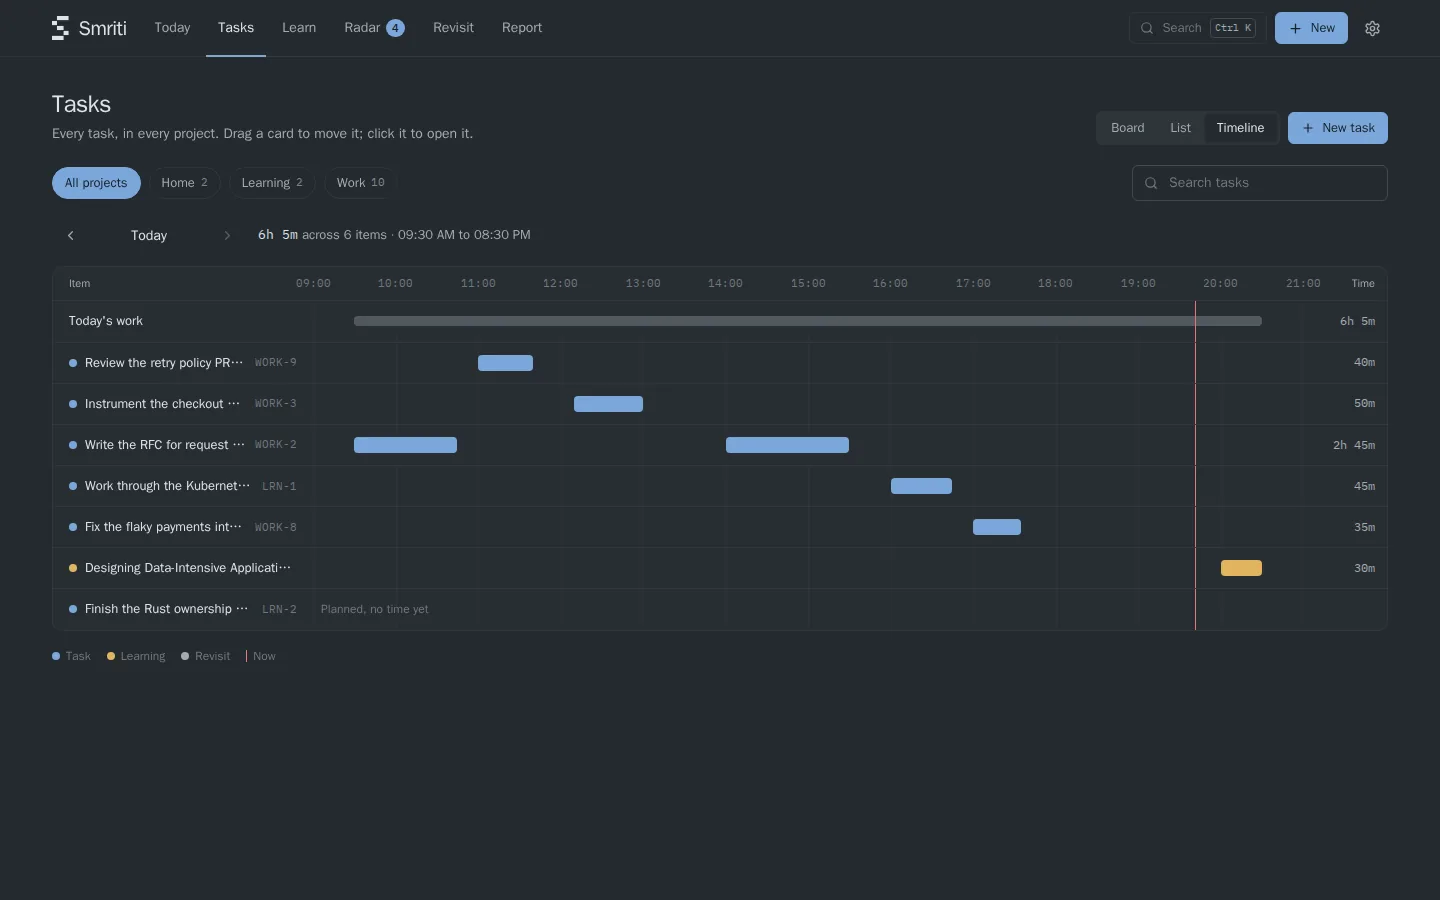 Smriti Today Tasks Learn Radar 4 Revisit Report Search Ctrl K + New
Tasks
Every task, in every project. Drag a card to move it; click it to open it.
Board List Timeline + New task
All projects Home 2 Learning 2 Work 10 Search tasks
Today 6h 5m across 6 items · 09:30 AM to 08:30 PM
Item 09:00 10:00 11:00 12:00 13:00 14:00 15:00 16:00 17:00 18:00 19:00 20:00 21:00 Time
Today's work 6h 5m
Review the retry policy PR··· WORK-9 40m
Instrument the checkout ··· WORK-3 50m
Write the RFC for request ··· WORK-2 2h 45m
Work through the Kubernet··· LRN-1 45m
Fix the flaky payments int··· WORK-8 35m
Designing Data-Intensive Applicati··· 30m
Finish the Rust ownership ··· LRN-2 Planned, no time yet
Task Learning Revisit Now